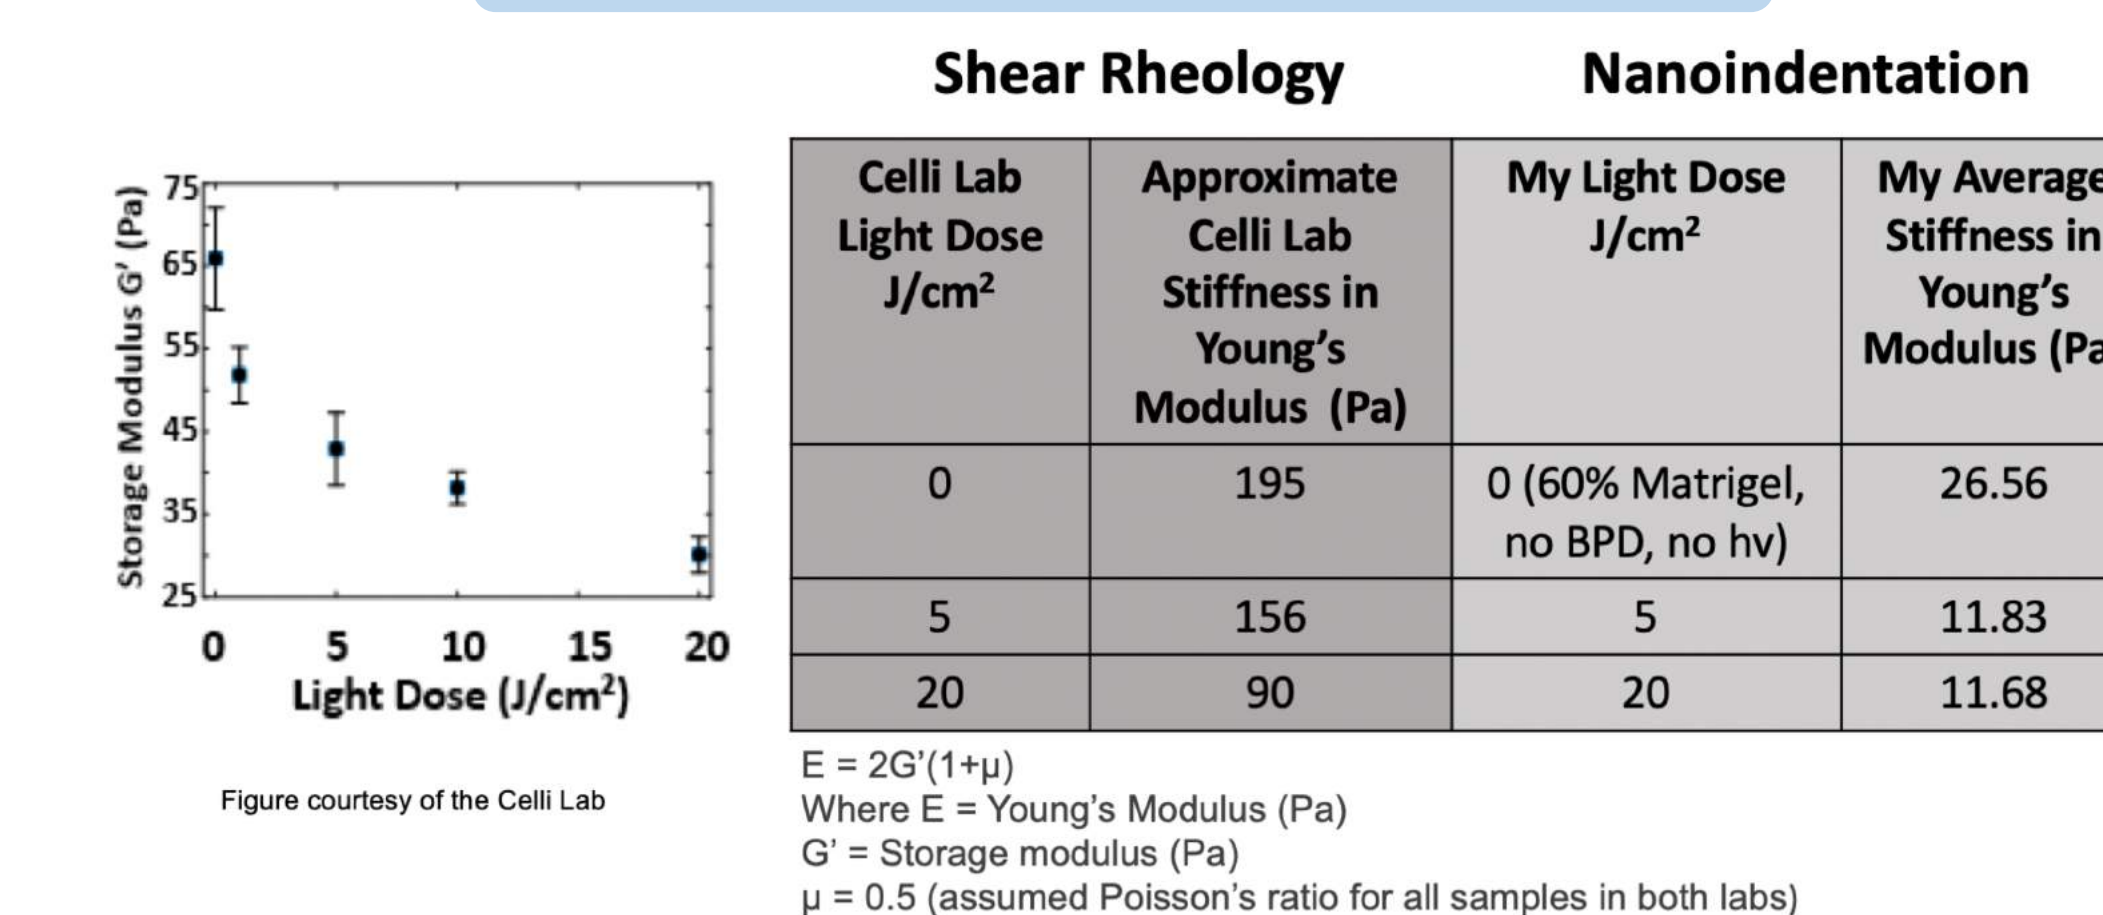 Shear Rheology
Nanoindentation
75
65
55
45
35
25
Storage Modulus G' (Pa)
0 5 10 15 20
Light Dose (J/cm²)
Figure courtesy of the Celli Lab
Celli Lab
Light Dose
J/cm²
Approximate
Celli Lab
Stiffness in
Young's
Modulus (Pa)
My Light Dose
J/cm²
My Average
Stiffness in
Young's
Modulus (Pa
0
195
0 (60% Matrigel,
no BPD, no hv)
26.56
5
156
5
11.83
20
90
20
11.68
E = 2G'(1+μ)
Where E = Young's Modulus (Pa)
G' = Storage modulus (Pa)
μ = 0.5 (assumed Poisson's ratio for all samples in both labs)